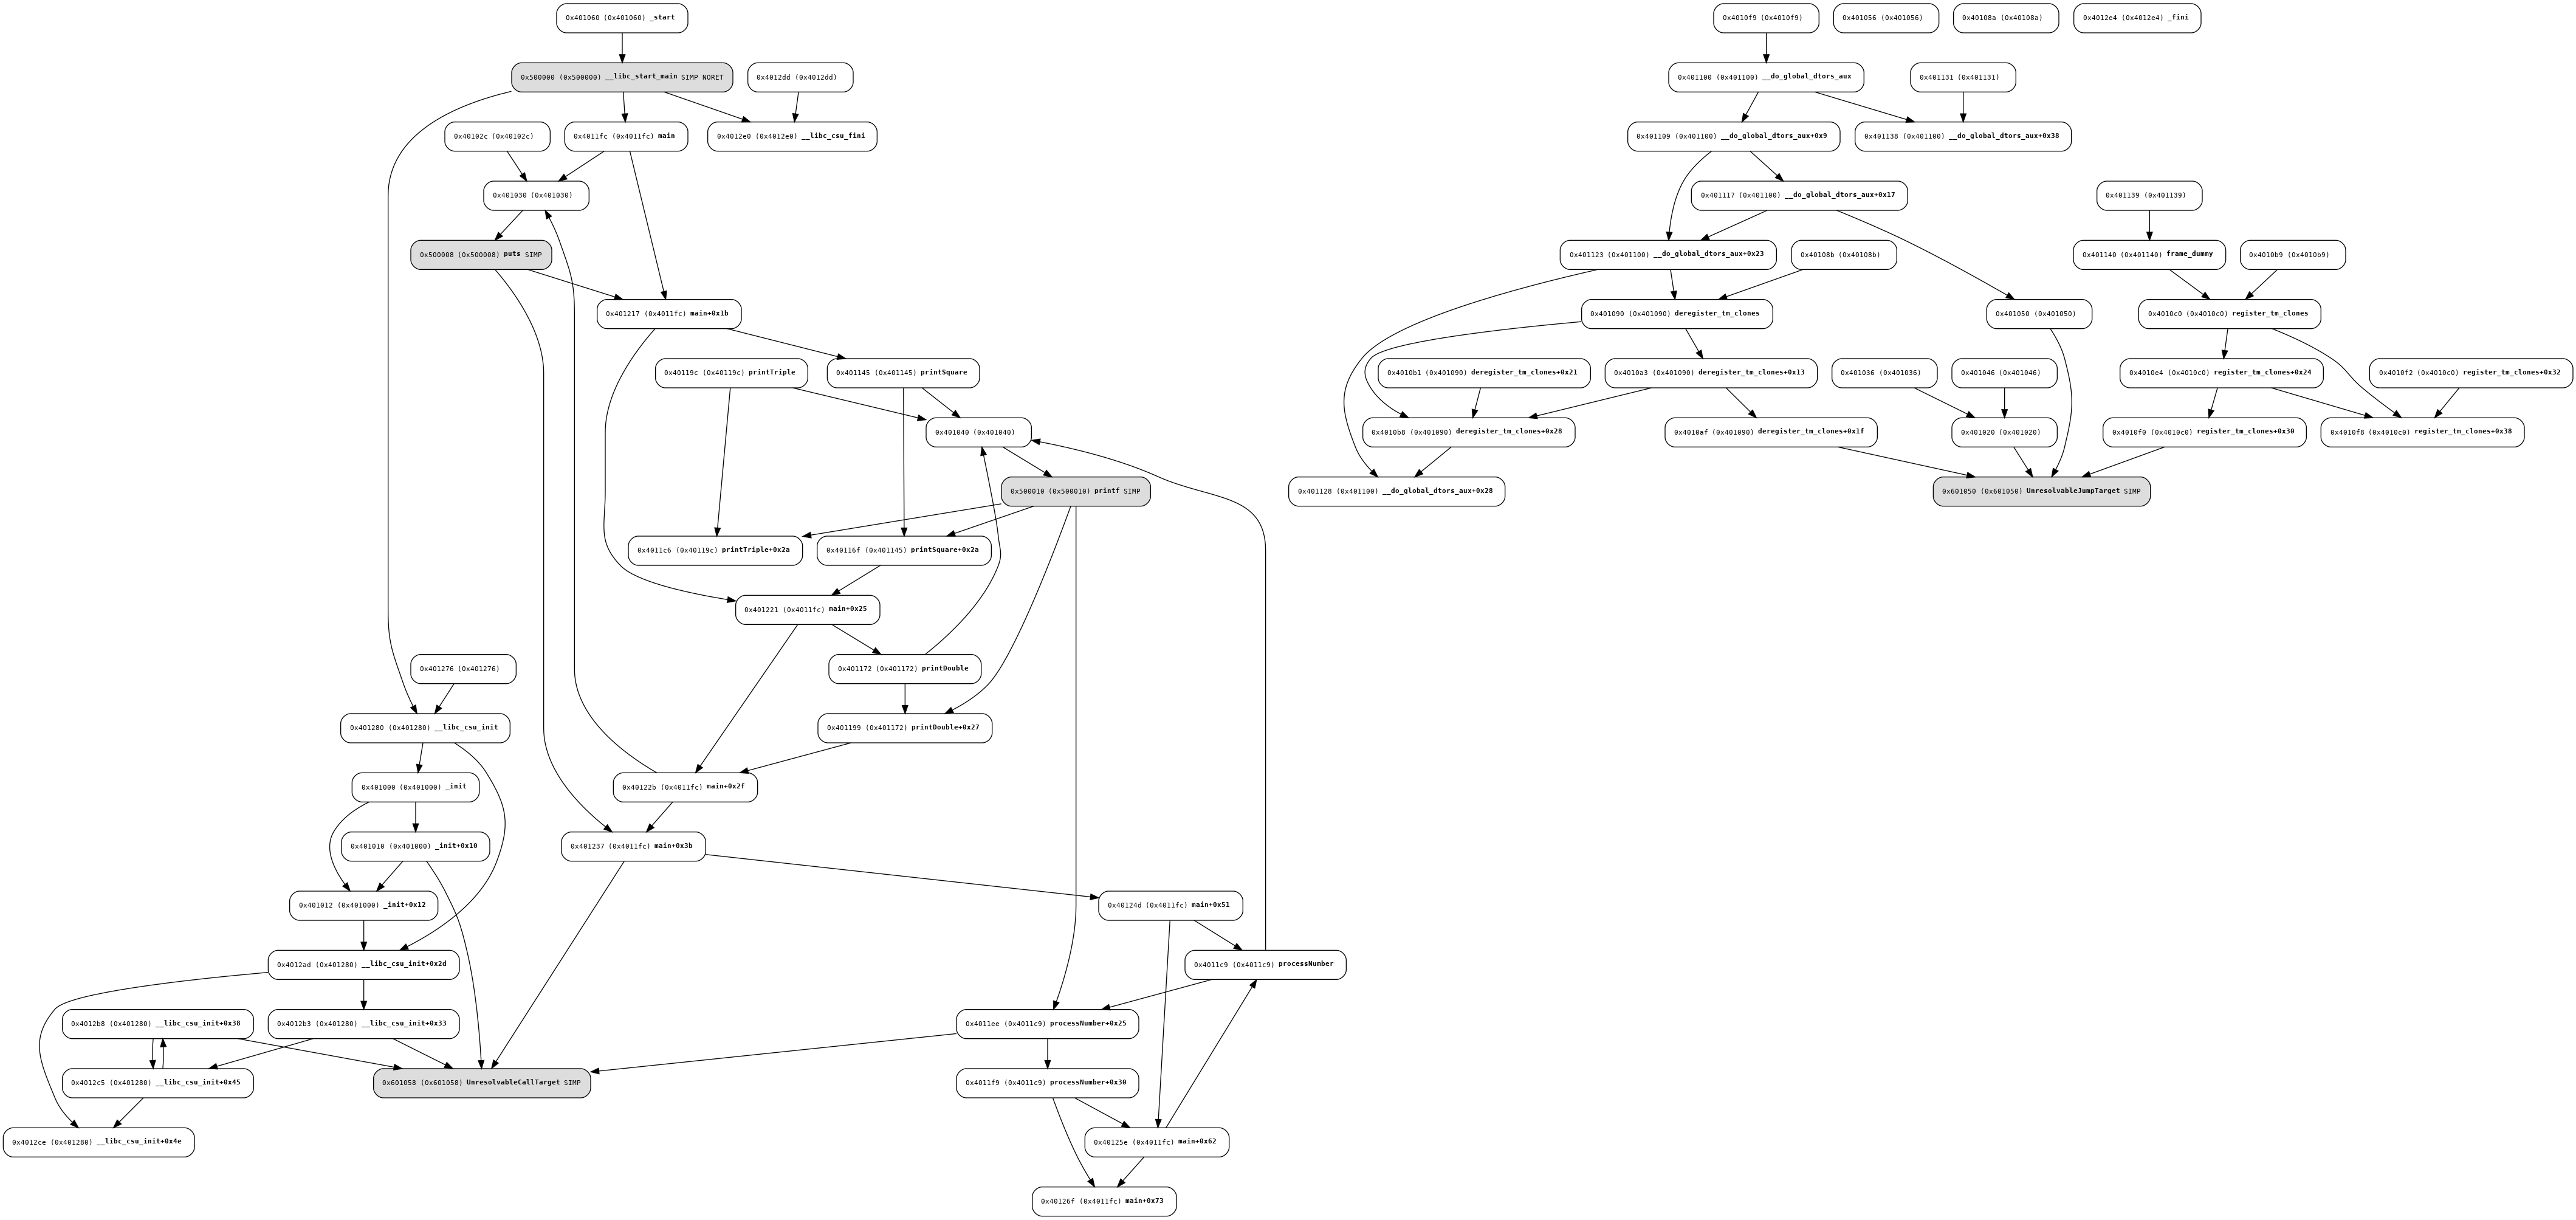 0x401060 (0x401060) _start
0x4010f9 (0x4010f9)
0x401056 (0x401056)
0x40108a (0x40108a)
0x4012e4 (0x4012e4) _fini
0x500000 (0x500000) __libc_start_main SIMP NORET
0x4012dd (0x4012dd)
0x401100 (0x401100) __do_global_dtors_aux
0x401131 (0x401131)
0x40102c (0x40102c)
0x4011fc (0x4011fc) main
0x4012e0 (0x4012e0) __libc_csu_fini
0x401109 (0x401100) __do_global_dtors_aux+0x9
0x401138 (0x401100) __do_global_dtors_aux+0x38
0x401030 (0x401030)
0x401117 (0x401100) __do_global_dtors_aux+0x17
0x401139 (0x401139)
0x500008 (0x500008) puts SIMP
0x401123 (0x401100) __do_global_dtors_aux+0x23
0x40108b (0x40108b)
0x401140 (0x401140) frame_dummy
0x4010b9 (0x4010b9)
0x401217 (0x4011fc) main+0x1b
0x401090 (0x401090) deregister_tm_clones
0x401050 (0x401050)
0x4010c0 (0x4010c0) register_tm_clones
0x40119c (0x40119c) printTriple
0x401145 (0x401145) printSquare
0x4010b1 (0x401090) deregister_tm_clones+0x21
0x4010a3 (0x401090) deregister_tm_clones+0x13
0x401036 (0x401036)
0x401046 (0x401046)
0x4010e4 (0x4010c0) register_tm_clones+0x24
0x4010f2 (0x4010c0) register_tm_clones+0x32
0x401040 (0x401040)
0x4010b8 (0x401090) deregister_tm_clones+0x28
0x4010af (0x401090) deregister_tm_clones+0x1f
0x401020 (0x401020)
0x4010f0 (0x4010c0) register_tm_clones+0x30
0x4010f8 (0x4010c0) register_tm_clones+0x38
0x500010 (0x500010) printf SIMP
0x401128 (0x401100) __do_global_dtors_aux+0x28
0x601050 (0x601050) UnresolvableJumpTarget SIMP
0x4011c6 (0x40119c) printTriple+0x2a
0x40116f (0x401145) printSquare+0x2a
0x401221 (0x4011fc) main+0x25
0x401276 (0x401276)
0x401172 (0x401172) printDouble
0x401280 (0x401280) __libc_csu_init
0x401199 (0x401172) printDouble+0x27
0x401000 (0x401000) _init
0x40122b (0x4011fc) main+0x2f
0x401010 (0x401000) _init+0x10
0x401237 (0x4011fc) main+0x3b
0x401012 (0x401000) _init+0x12
0x40124d (0x4011fc) main+0x51
0x4012ad (0x401280) __libc_csu_init+0x2d
0x4011c9 (0x4011c9) processNumber
0x4012b8 (0x401280) __libc_csu_init+0x38
0x4012b3 (0x401280) __libc_csu_init+0x33
0x4011ee (0x4011c9) processNumber+0x25
0x4012c5 (0x401280) __libc_csu_init+0x45
0x601058 (0x601058) UnresolvableCallTarget SIMP
0x4011f9 (0x4011c9) processNumber+0x30
0x4012ce (0x401280) __libc_csu_init+0x4e
0x40125e (0x4011fc) main+0x62
0x40126f (0x4011fc) main+0x73